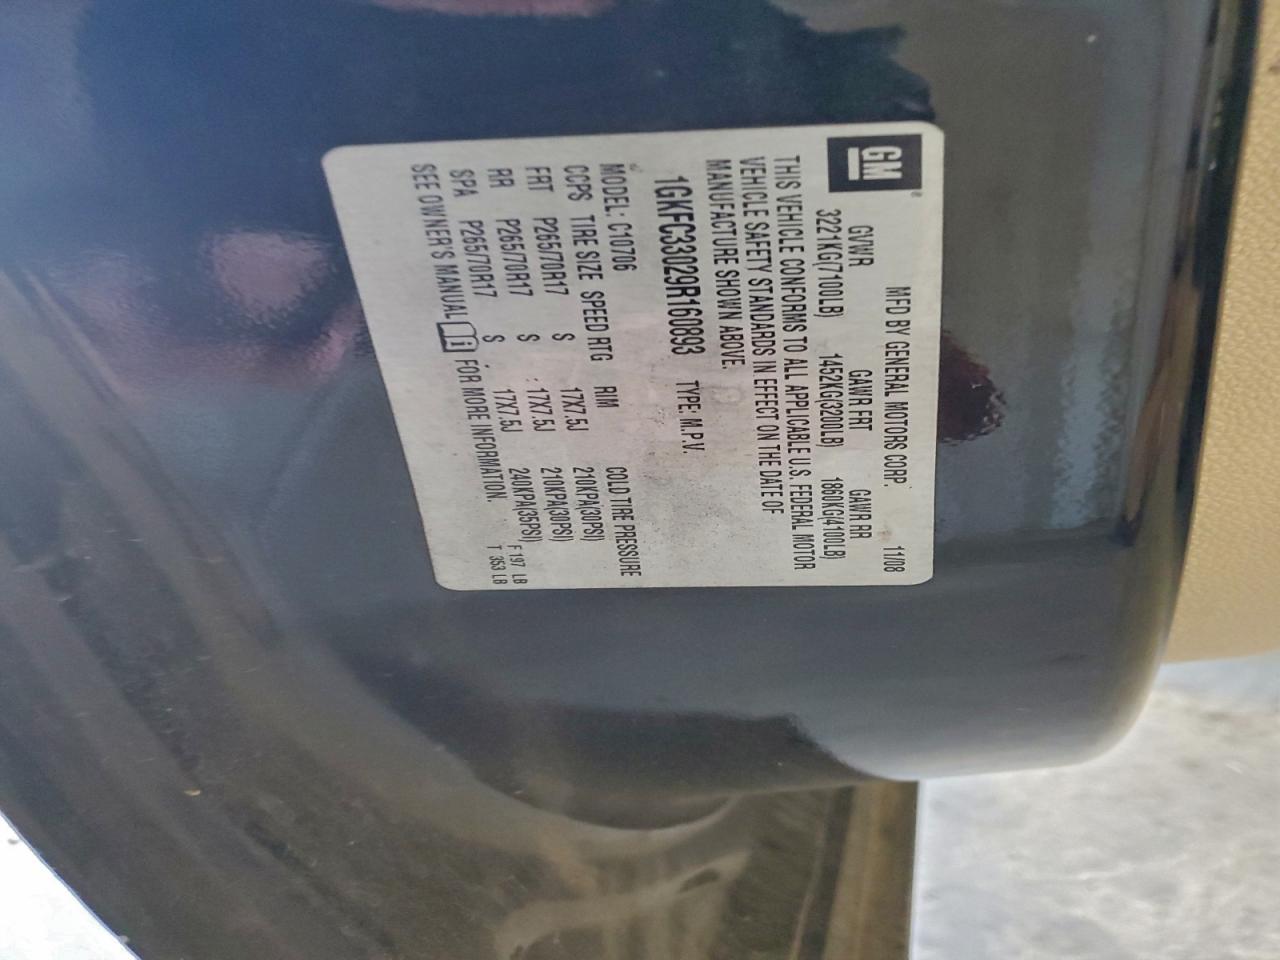 GM
MFD BY GENERAL MOTORS CORP. 11/08
GVWR GAWR FRT GAWR RR
3221KG(7100LB) 1452KG(3200LB) 1860KG(4100LB)
THIS VEHICLE CONFORMS TO ALL APPLICABLE U.S. FEDERAL MOTOR
VEHICLE SAFETY STANDARDS IN EFFECT ON THE DATE OF
MANUFACTURE SHOWN ABOVE.
1GKFC33029R160893 TYPE: M.P.V.
MODEL: C10706
CCPS TIRE SIZE SPEED RTG RIM COLD TIRE PRESSURE
FRT P265/70R17 S 17X7.5J 210KPA(30PSI)
RR P265/70R17 S 17X7.5J 210KPA(30PSI)
SPA P265/70R17 S 17X7.5J 240KPA(35PSI)
SEE OWNER'S MANUAL FOR MORE INFORMATION
F 197 LB
T 353 LB